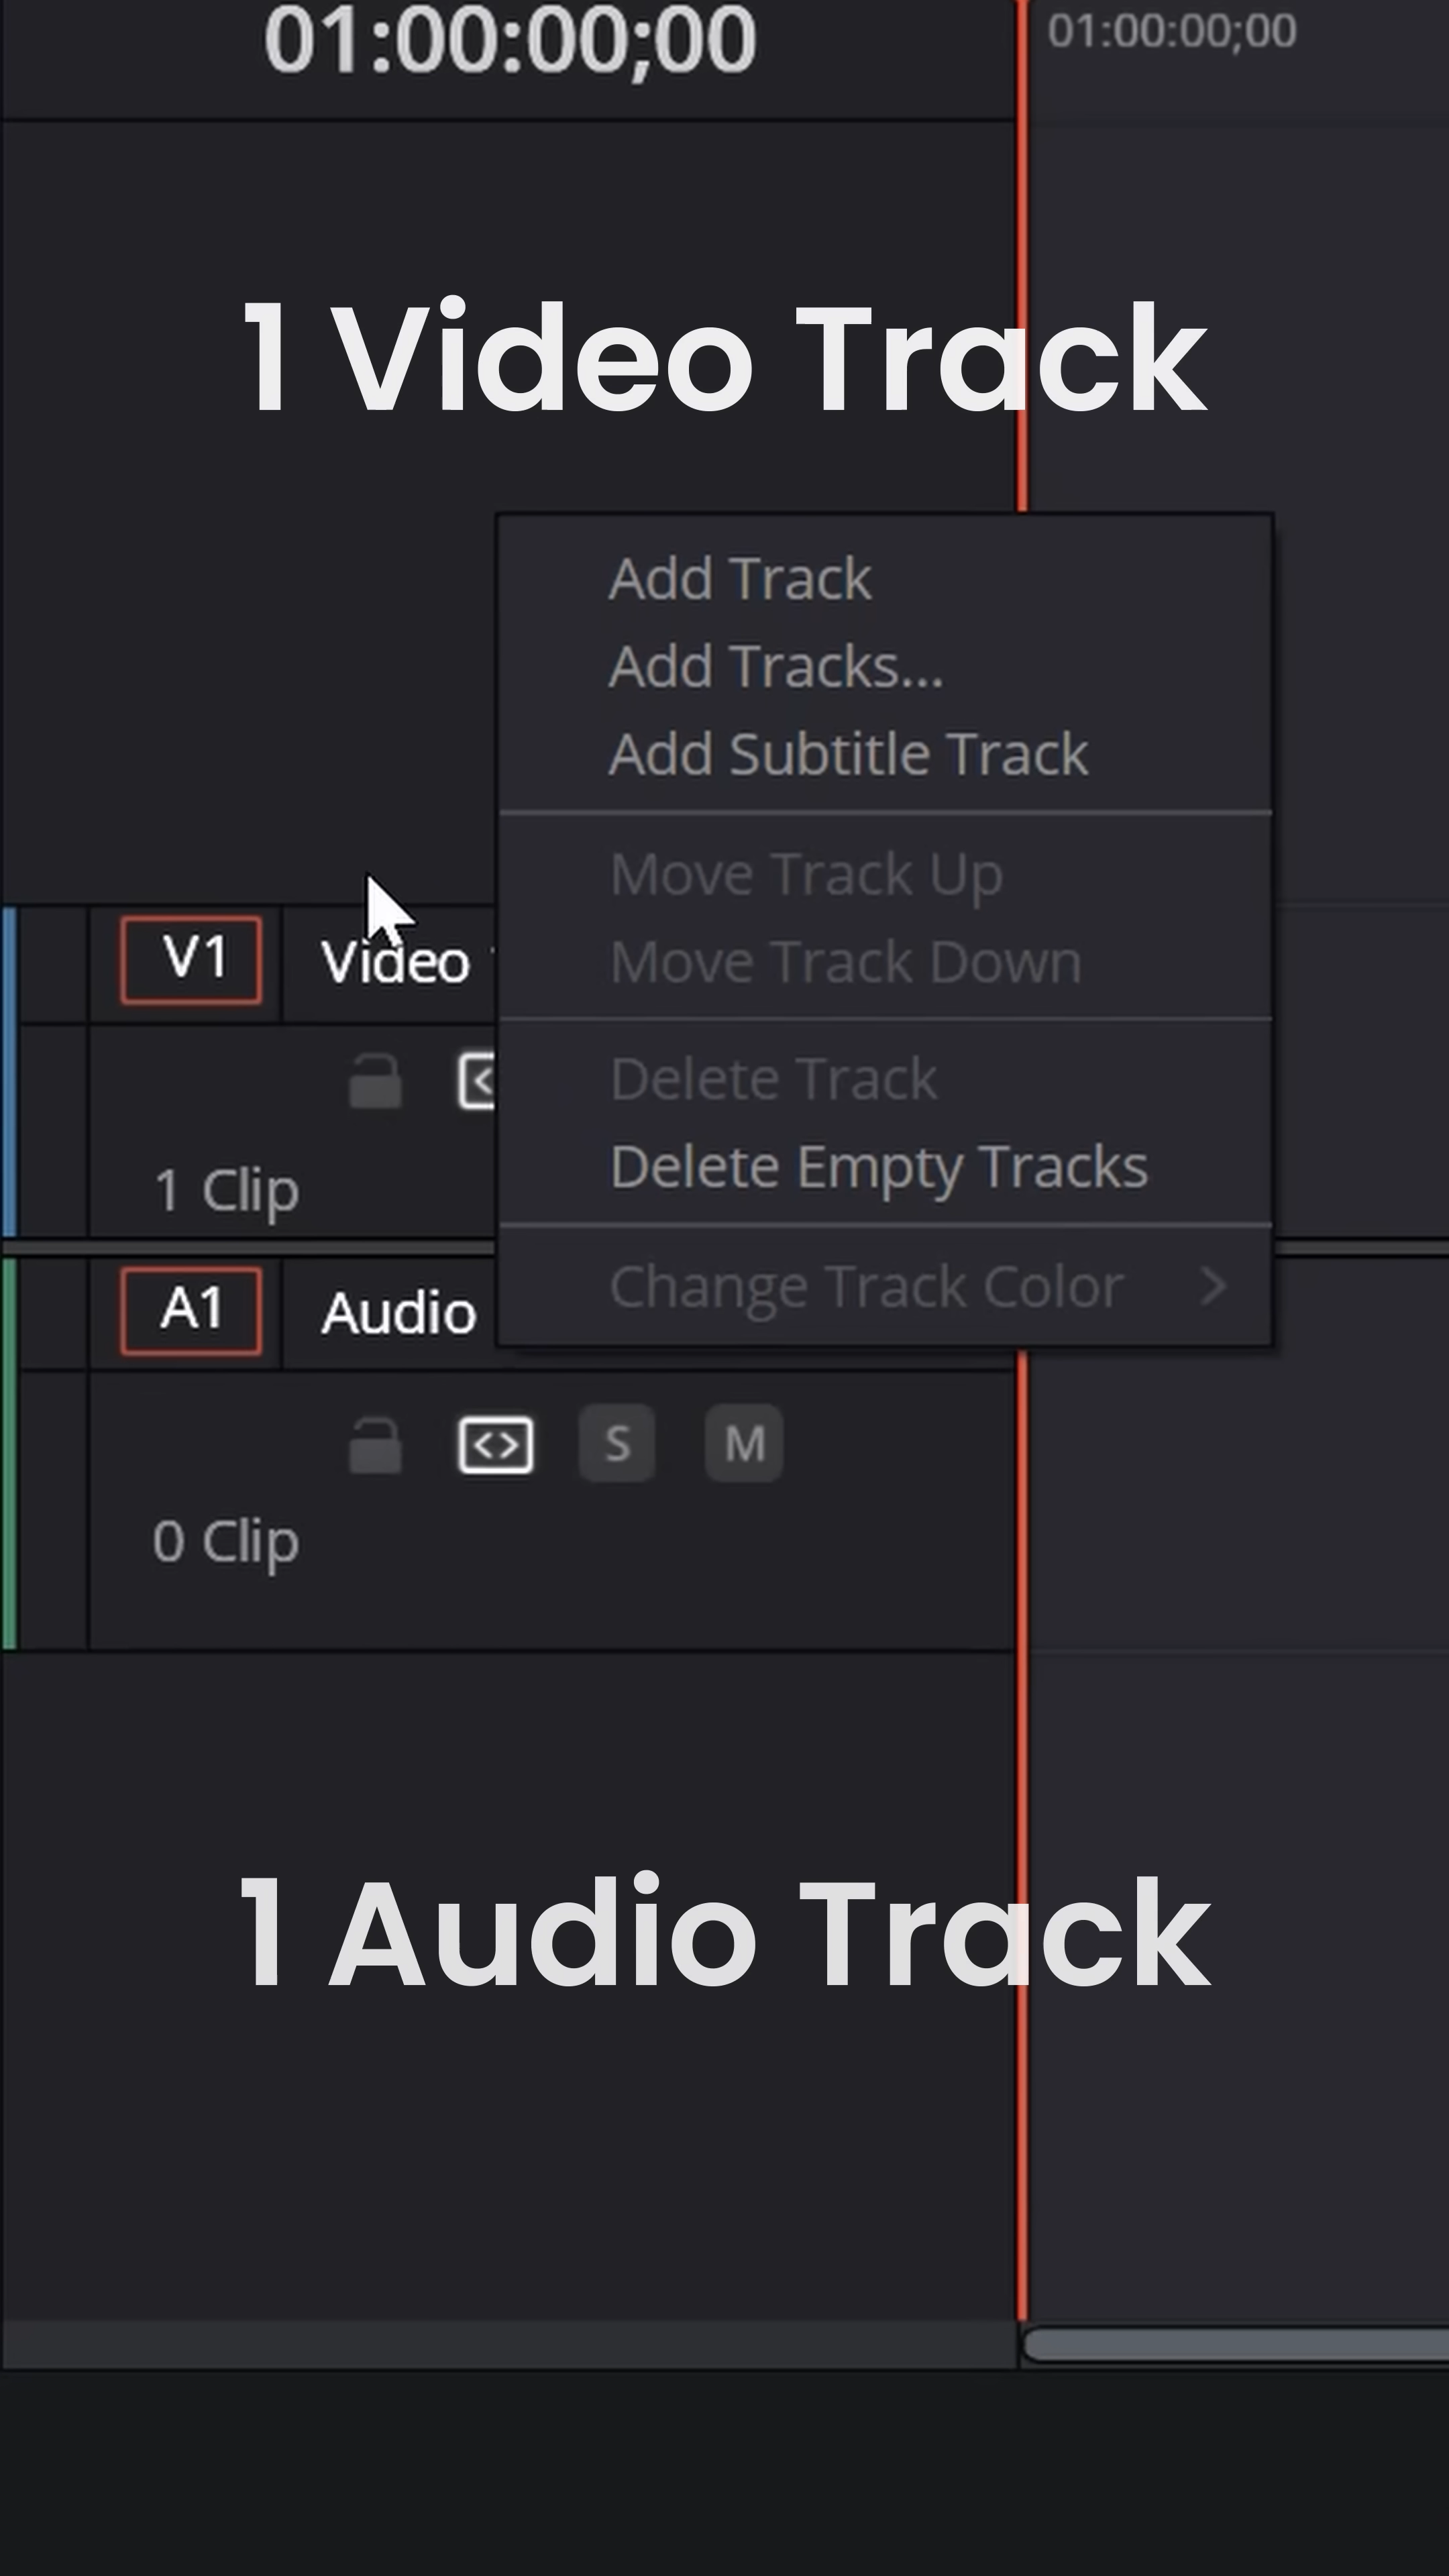 01:00:00;00
01:00:00;00
1 Video Track
Add Track
Add Tracks...
Add Subtitle Track
Move Track Up
Move Track Down
V1
Video
Delete Track
Delete Empty Tracks
1 Clip
Change Track Color
A1
Audio
S
M
0 Clip
1 Audio Track